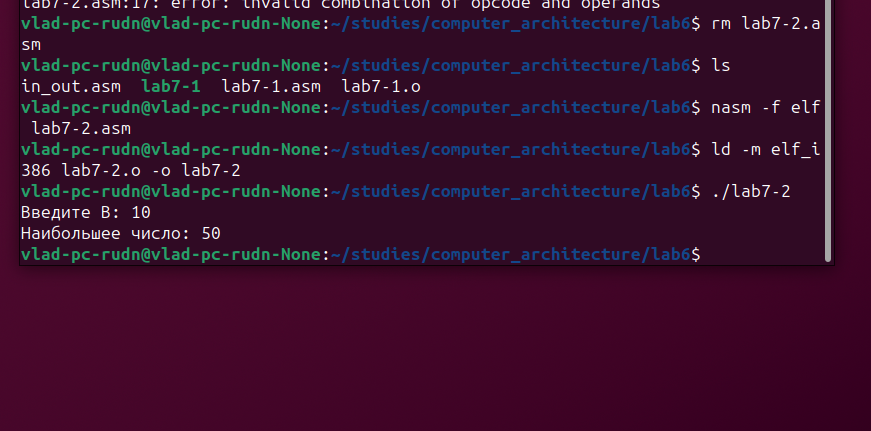 lab7-2.asm:17: error: invalid combination of opcode and operands
vlad-pc-rudn@vlad-pc-rudn-None:~/studies/computer_architecture/lab6$ rm lab7-2.a
sm
vlad-pc-rudn@vlad-pc-rudn-None:~/studies/computer_architecture/lab6$ ls
in_out.asm  lab7-1  lab7-1.asm  lab7-1.o
vlad-pc-rudn@vlad-pc-rudn-None:~/studies/computer_architecture/lab6$ nasm -f elf
 lab7-2.asm
vlad-pc-rudn@vlad-pc-rudn-None:~/studies/computer_architecture/lab6$ ld -m elf_i
386 lab7-2.o -o lab7-2
vlad-pc-rudn@vlad-pc-rudn-None:~/studies/computer_architecture/lab6$ ./lab7-2
Введите В: 10
Наибольшее число: 50
vlad-pc-rudn@vlad-pc-rudn-None:~/studies/computer_architecture/lab6$